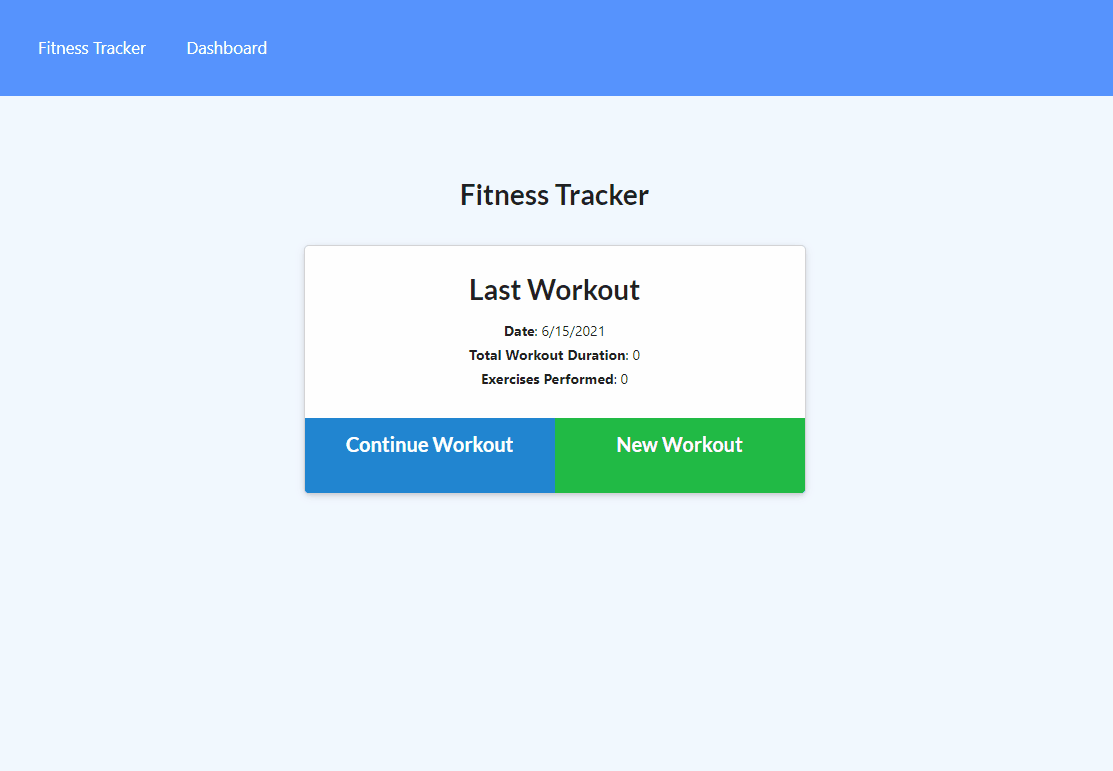 Fitness Tracker Dashboard
Fitness Tracker
Last Workout
Date: 6/15/2021
Total Workout Duration: 0
Exercises Performed: 0
Continue Workout New Workout